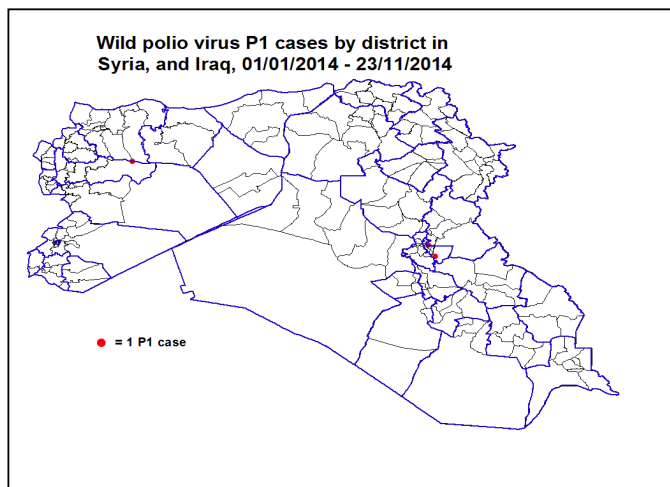 Wild polio virus P1 cases by district in
Syria, and Iraq, 01/01/2014 - 23/11/2014
= 1 P1 case